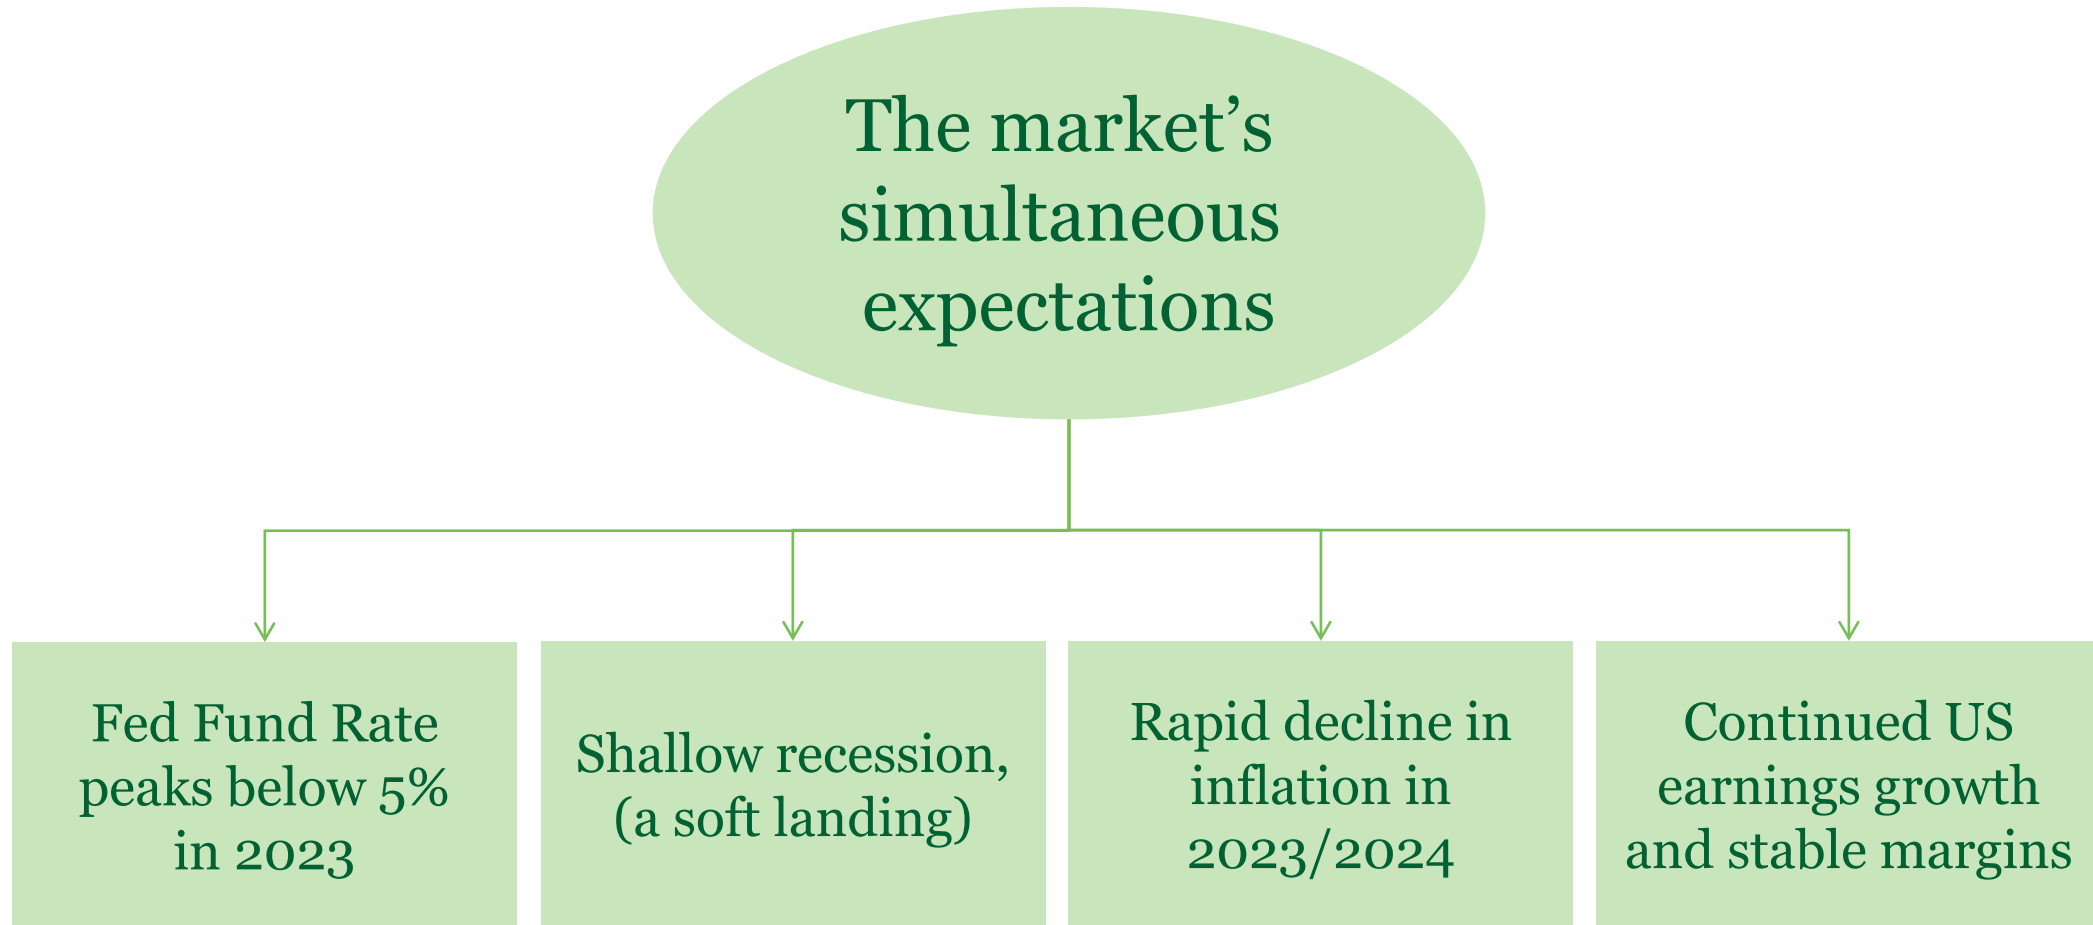 The market’s
simultaneous
expectations
Fed Fund Rate
peaks below 5%
in 2023
Shallow recession,
(a soft landing)
Rapid decline in
inflation in
2023/2024
Continued US
earnings growth
and stable margins